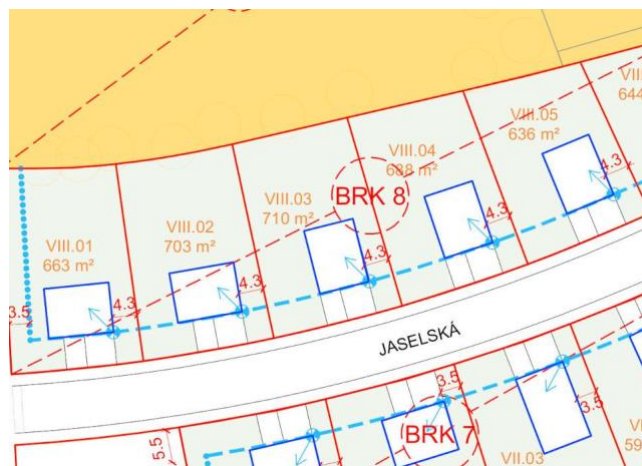 VIII.05
636 m²
VIII.04
688 m²
VIII.03
710 m²
VIII.02
703 m²
VIII.01
663 m²
BRK 8
4.3
4.3
4.3
4.3
4.3
3.5
JASELSKÁ
3.5
3.5
5.5
BRK 7
VII.03